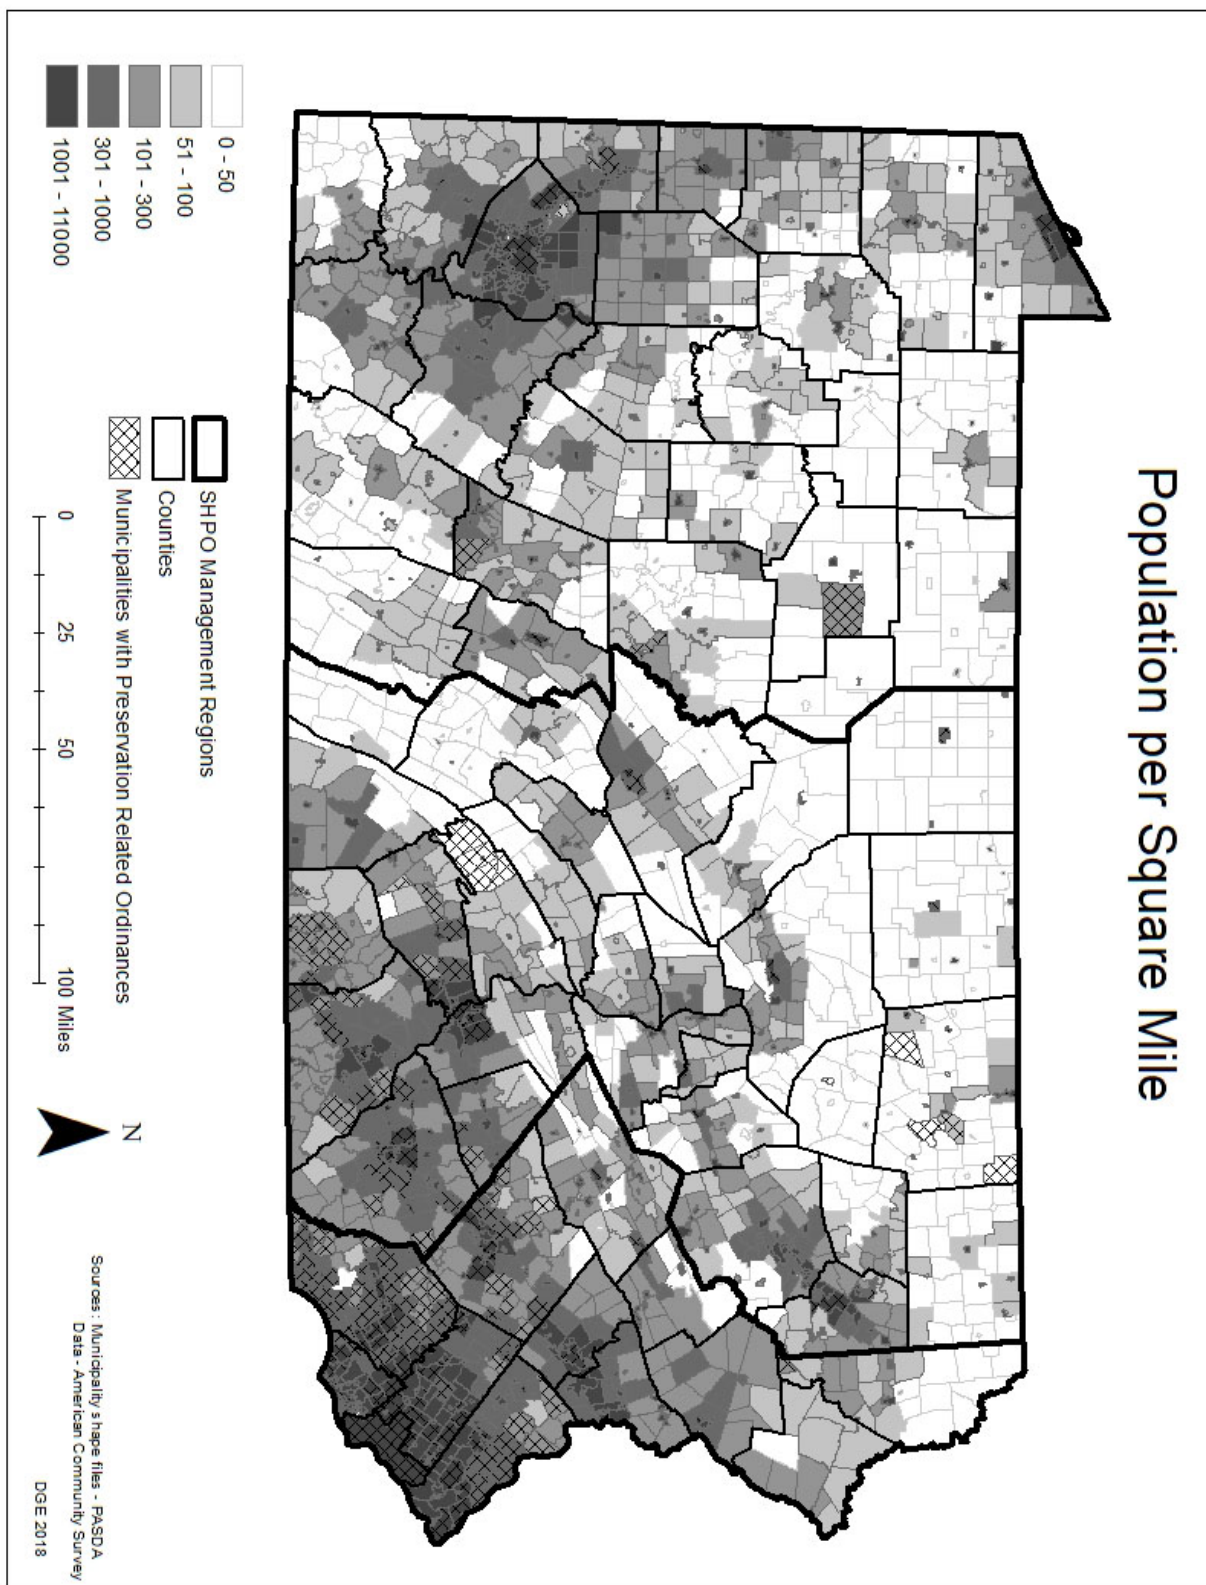 Population per Square Mile
0 - 50
51 - 100
101 - 300
301 - 1000
1001 - 11000
SHPO Management Regions
Counties
Municipalities with Preservation Related Ordinances
0 25 50 100 Miles
N
Sources: Municipality shape files - PASDA
Data - American Community Survey
DGE 2018